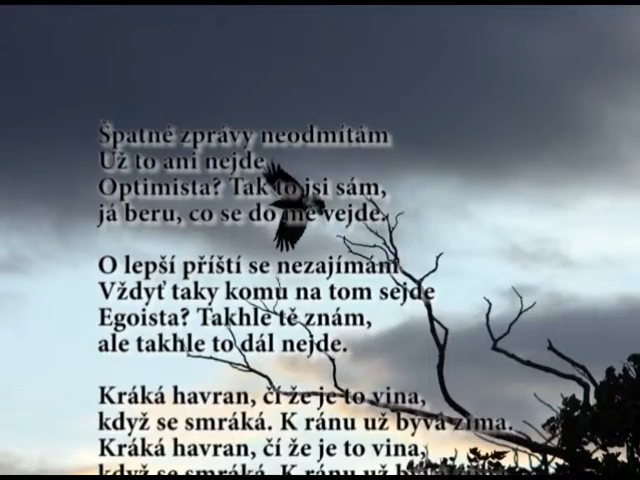 Špatné zprávy neodmítám
Už to ani nejde
Optimista? Tak to jsi sám,
já beru, co se do mě vejde.
O lepší příští se nezajímám
Vždyť taky komu na tom sejde
Egoista? Takhle tě znám,
ale takhle to dál nejde.
Kráká havran, čí že je to vina,
když se smráká. K ránu už bývá zima.
Kráká havran, čí že je to vina,
když se smráká. K ránu už